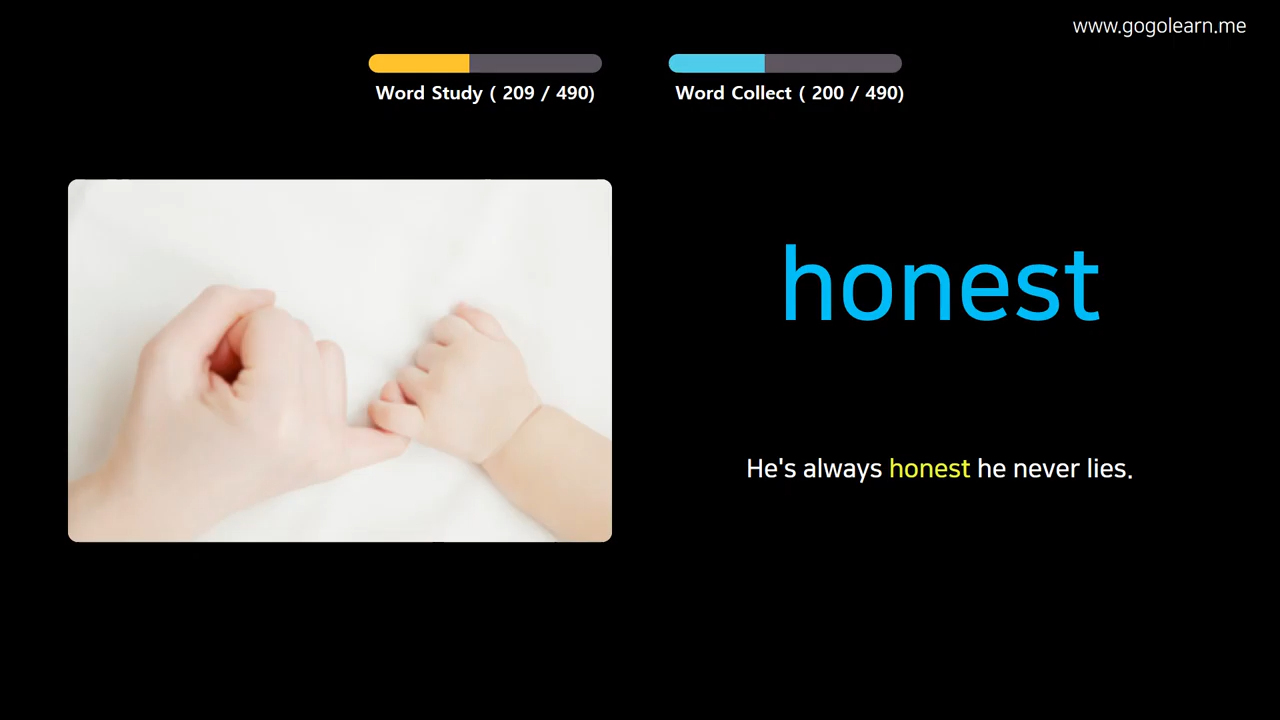 www.gogolearn.me
Word Study ( 209 / 490)
Word Collect ( 200 / 490)
honest
He's always honest he never lies.